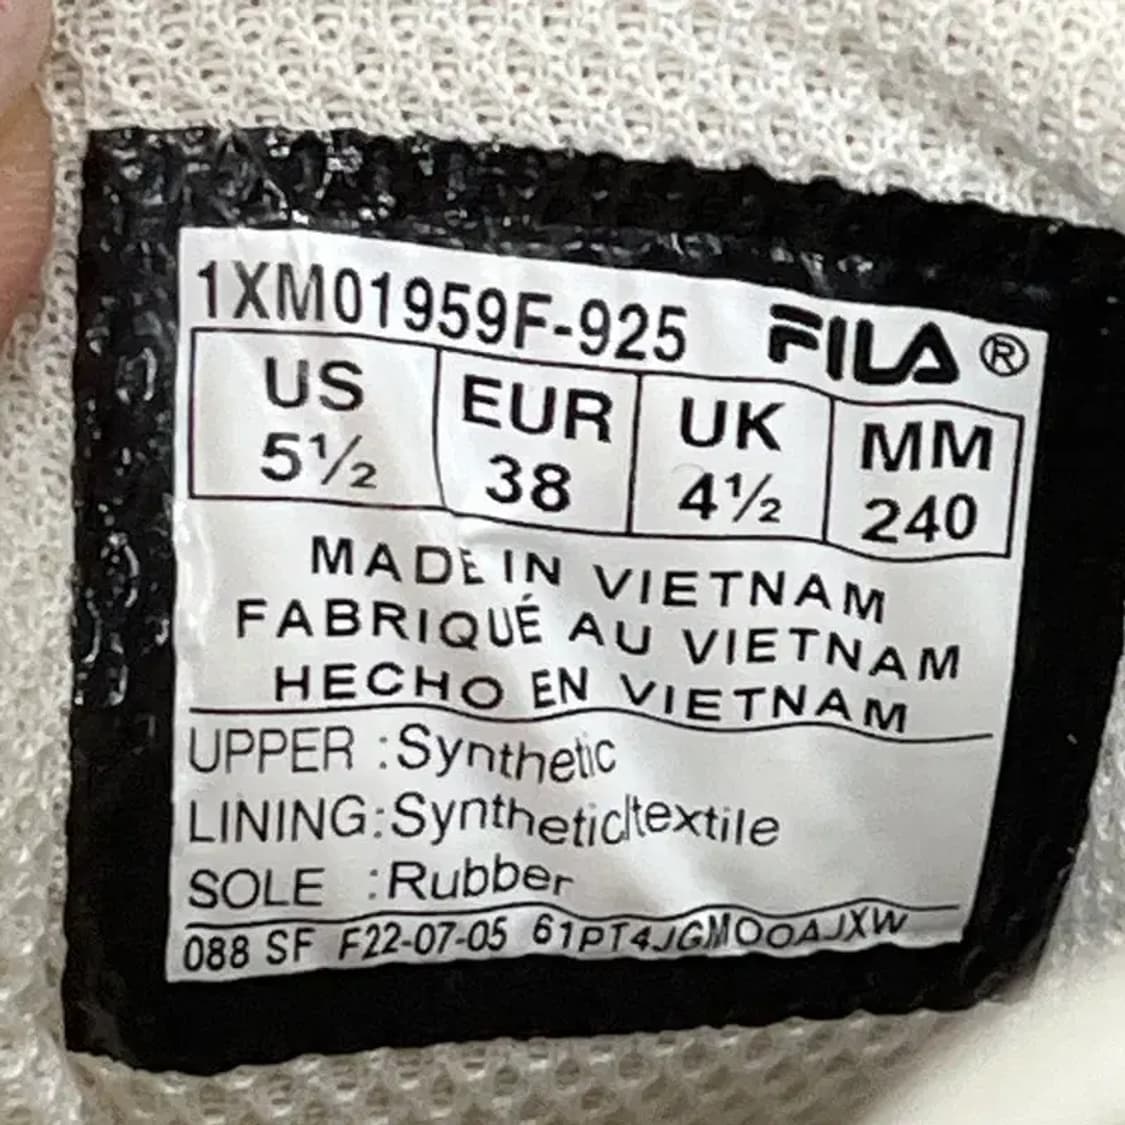 1XM01959F-925 FILA®
US EUR UK MM
5½ 38 4½ 240
MADE IN VIETNAM
FABRIQUÉ AU VIETNAM
HECHO EN VIETNAM
UPPER :Synthetic
LINING:Synthetic/textile
SOLE :Rubber
088 SF F22-07-05 61PT4JGMOOAJXW